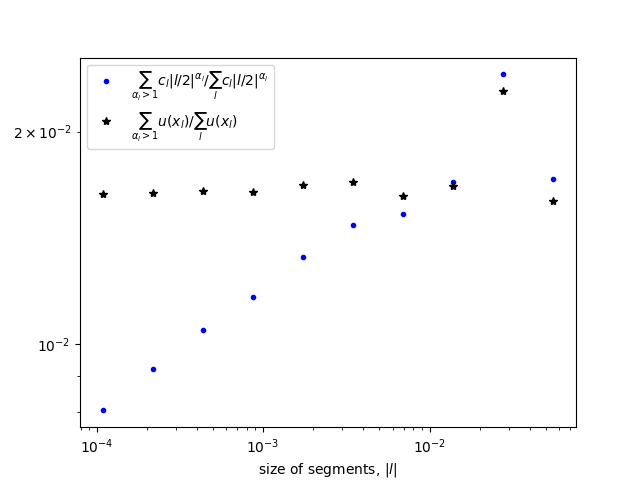 ∑_{α_l>1} c_l|l/2|^{α_l}/∑_l c_l|l/2|^{α_l}
∑_{α_l>1} u(x_l)/∑_l u(x_l)
2 × 10^{-2}
10^{-2}
10^{-4} 10^{-3} 10^{-2}
size of segments, |l|